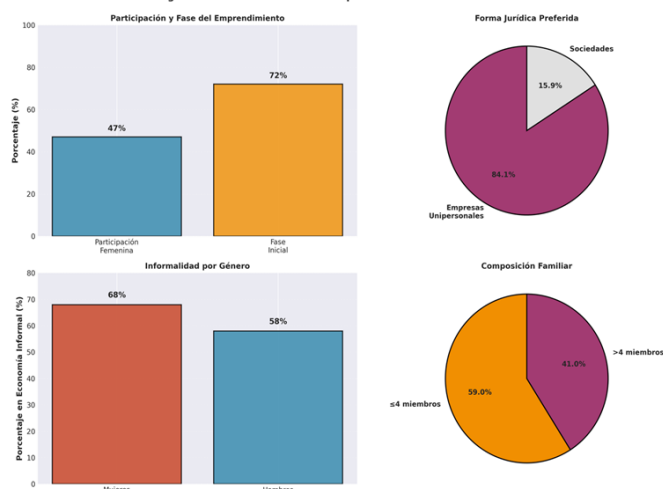 Participación y Fase del Emprendimiento
Porcentaje (%)
100
80
60
40
20
0
47%
72%
Participación
Femenina
Fase
Inicial
Forma Jurídica Preferida
Sociedades
15.9%
84.1%
Empresas
Unipersonales
Informalidad por Género
Porcentaje en Economía Informal (%)
80
70
60
50
40
30
20
10
0
68%
58%
Mujeres
Hombres
Composición Familiar
>4 miembros
41.0%
59.0%
≤4 miembros